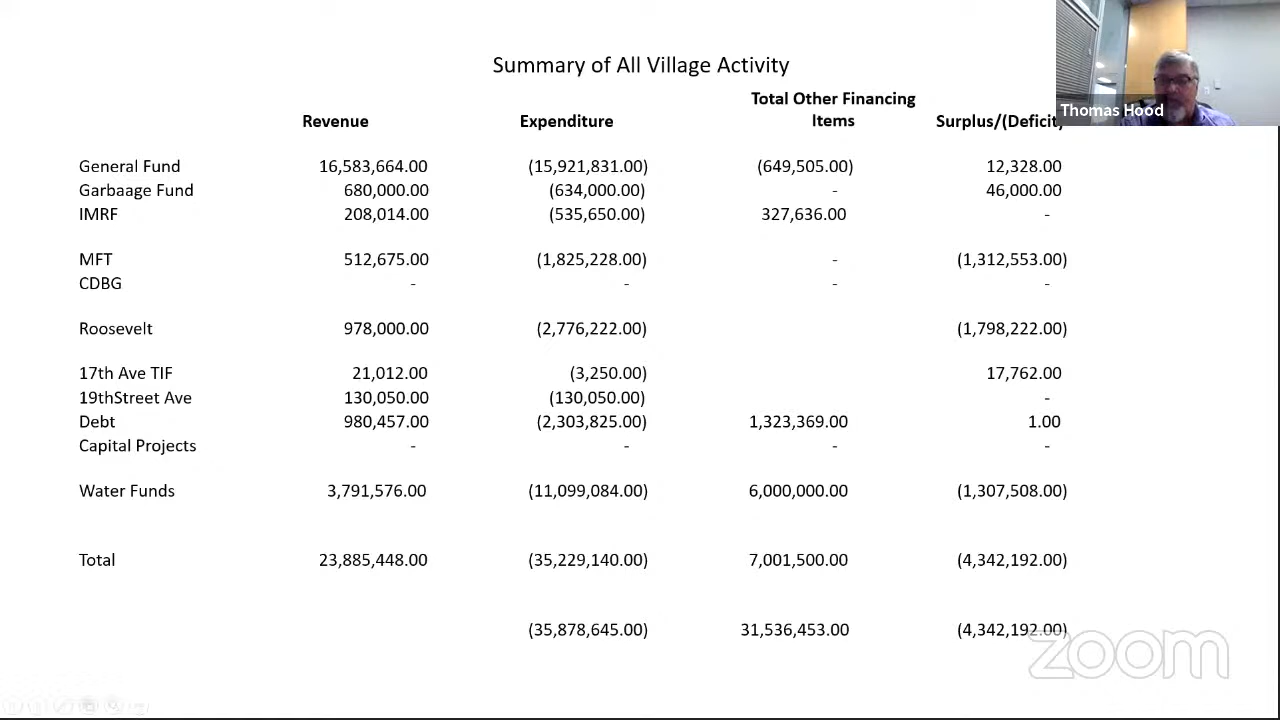 Summary of All Village Activity
Thomas Hood
Total Other Financing
Revenue Expenditure Items Surplus/(Deficit)
General Fund 16,583,664.00 (15,921,831.00) (649,505.00) 12,328.00
Garbaage Fund 680,000.00 (634,000.00) - 46,000.00
IMRF 208,014.00 (535,650.00) 327,636.00 -
MFT 512,675.00 (1,825,228.00) - (1,312,553.00)
CDBG - - - -
Roosevelt 978,000.00 (2,776,222.00) (1,798,222.00)
17th Ave TIF 21,012.00 (3,250.00) 17,762.00
19thStreet Ave 130,050.00 (130,050.00) -
Debt 980,457.00 (2,303,825.00) 1,323,369.00 1.00
Capital Projects - - - -
Water Funds 3,791,576.00 (11,099,084.00) 6,000,000.00 (1,307,508.00)
Total 23,885,448.00 (35,229,140.00) 7,001,500.00 (4,342,192.00)
(35,878,645.00) 31,536,453.00 (4,342,192.00)
zoom